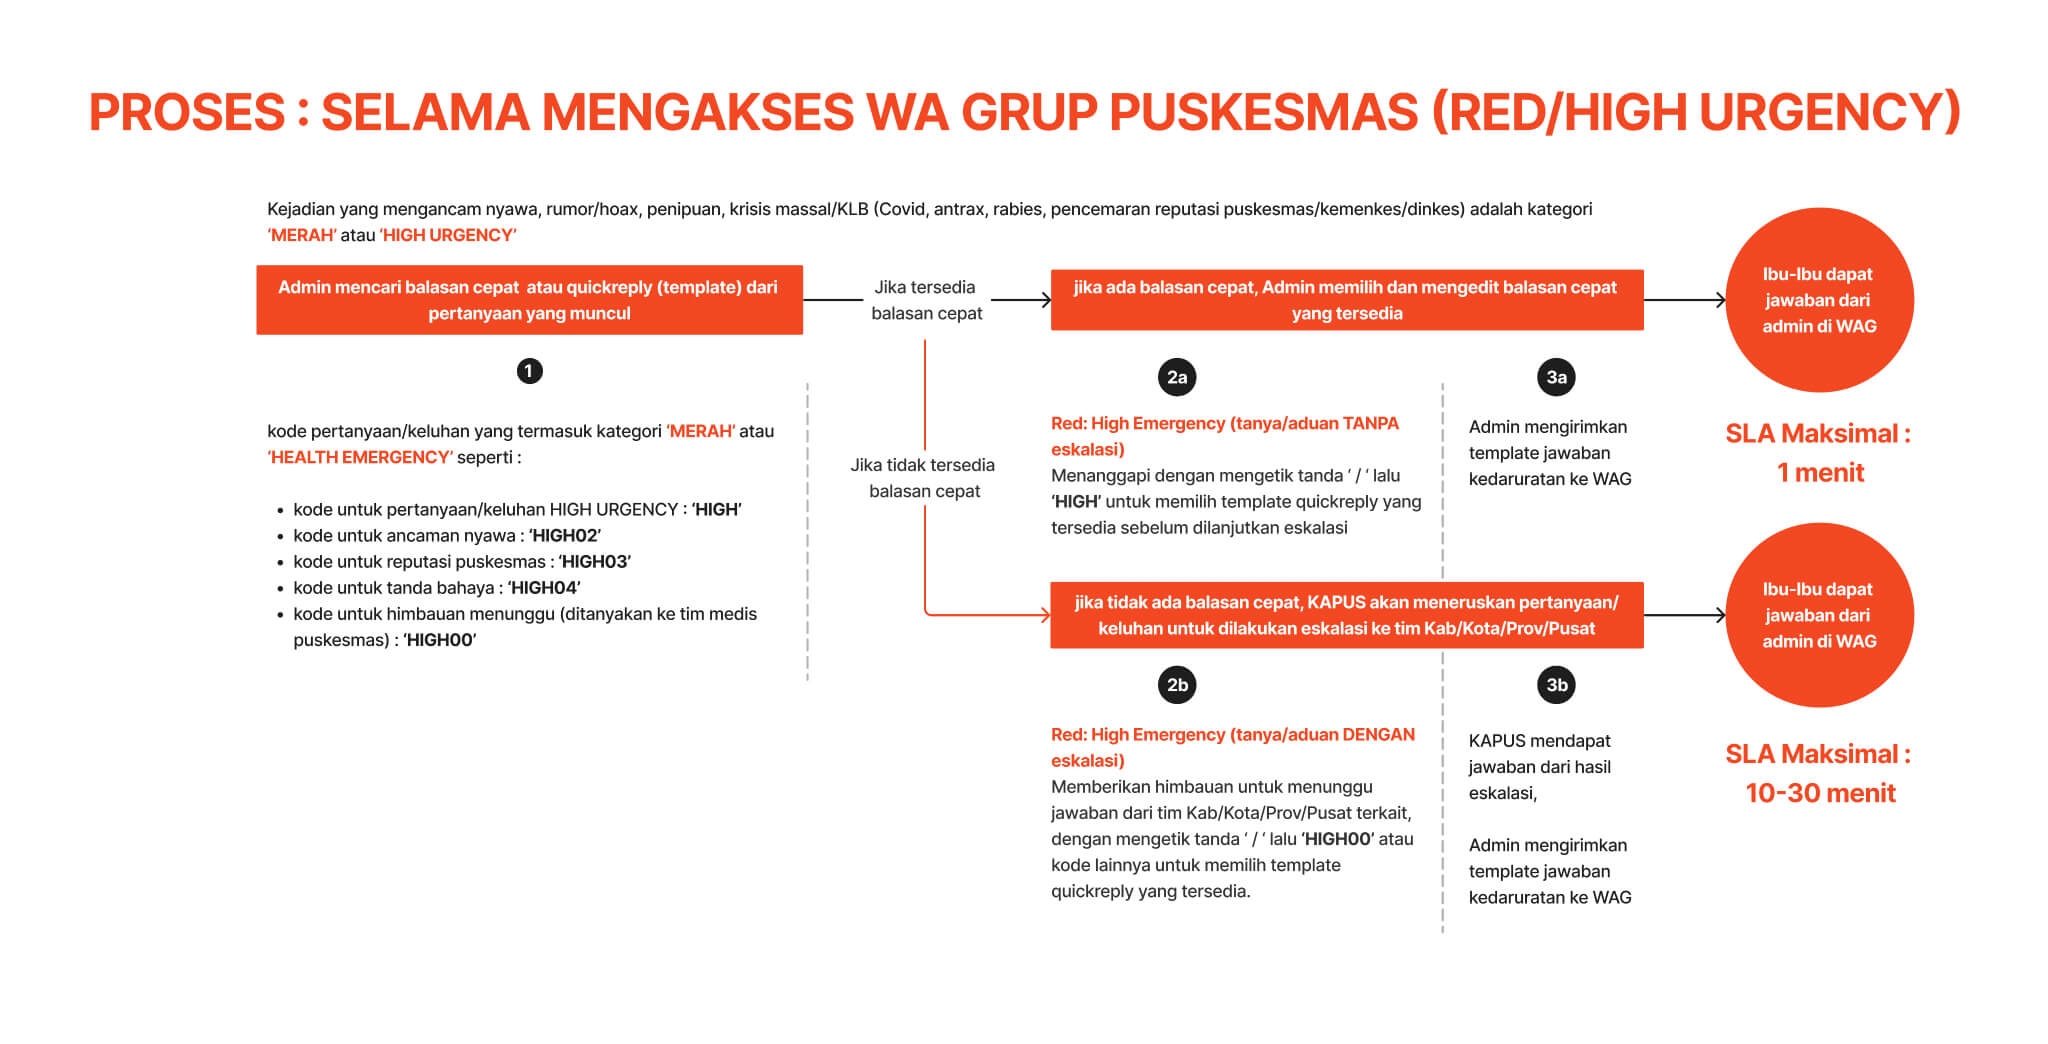 PROSES : SELAMA MENGAKSES WA GRUP PUSKESMAS (RED/HIGH URGENCY)
Kejadian yang mengancam nyawa, rumor/hoax, penipuan, krisis massal/KLB (Covid, antrax, rabies, pencemaran reputasi puskesmas/kemenkes/dinkes) adalah kategori
‘MERAH’ atau ‘HIGH URGENCY’
Admin mencari balasan cepat atau quickreply (template) dari
pertanyaan yang muncul
1
kode pertanyaan/keluhan yang termasuk kategori ‘MERAH’ atau
‘HEALTH EMERGENCY’ seperti :
• kode untuk pertanyaan/keluhan HIGH URGENCY : ‘HIGH’
• kode untuk ancaman nyawa : ‘HIGH02’
• kode untuk reputasi puskesmas : ‘HIGH03’
• kode untuk tanda bahaya : ‘HIGH04’
• kode untuk himbauan menunggu (ditanyakan ke tim medis
puskesmas) : ‘HIGH00’
Jika tersedia
balasan cepat
Jika tidak tersedia
balasan cepat
jika ada balasan cepat, Admin memilih dan mengedit balasan cepat
yang tersedia
2a
Red: High Emergency (tanya/aduan TANPA
eskalasi)
Menanggapi dengan mengetik tanda ‘ / ‘ lalu
‘HIGH’ untuk memilih template quickreply yang
tersedia sebelum dilanjutkan eskalasi
3a
Admin mengirimkan
template jawaban
kedaruratan ke WAG
Ibu-Ibu dapat
jawaban dari
admin di WAG
SLA Maksimal :
1 menit
jika tidak ada balasan cepat, KAPUS akan meneruskan pertanyaan/
keluhan untuk dilakukan eskalasi ke tim Kab/Kota/Prov/Pusat
2b
Red: High Emergency (tanya/aduan DENGAN
eskalasi)
Memberikan himbauan untuk menunggu
jawaban dari tim Kab/Kota/Prov/Pusat terkait,
dengan mengetik tanda ‘ / ‘ lalu ‘HIGH00’ atau
kode lainnya untuk memilih template
quickreply yang tersedia.
3b
KAPUS mendapat
jawaban dari hasil
eskalasi,
Admin mengirimkan
template jawaban
kedaruratan ke WAG
Ibu-Ibu dapat
jawaban dari
admin di WAG
SLA Maksimal :
10-30 menit